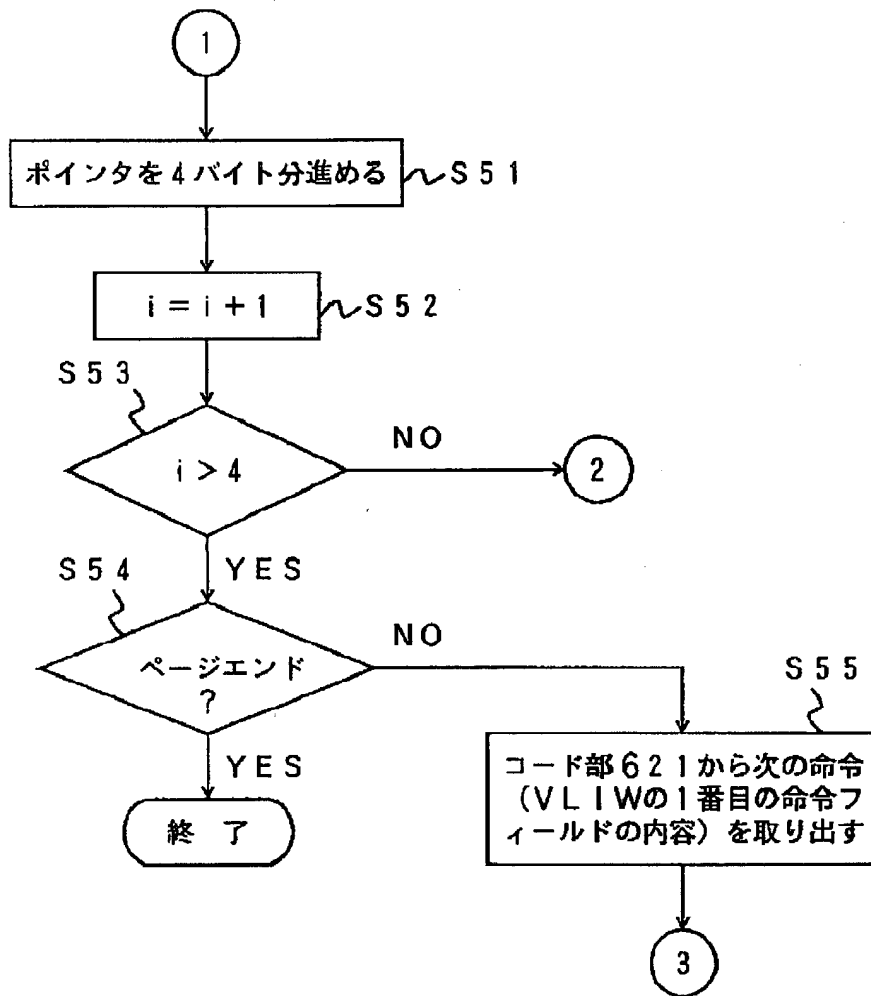 1
ポインタを4バイト分進める
S51
i=i+1
S52
S53
i>4
NO
2
YES
S54
ページエンド
?
NO
YES
終了
S55
コード部621から次の命令
(VLIWの1番目の命令フ
ィールドの内容)を取り出す
3